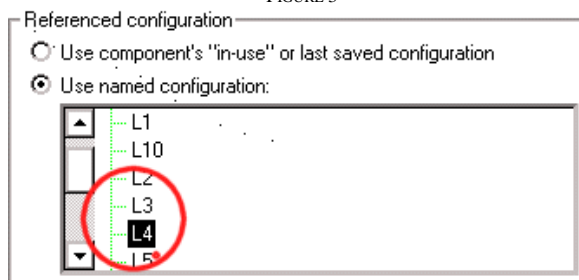 FIGURE 3
Referenced configuration
Use component's "in-use" or last saved configuration
Use named configuration:
L1
L10
L2
L3
L4
L5